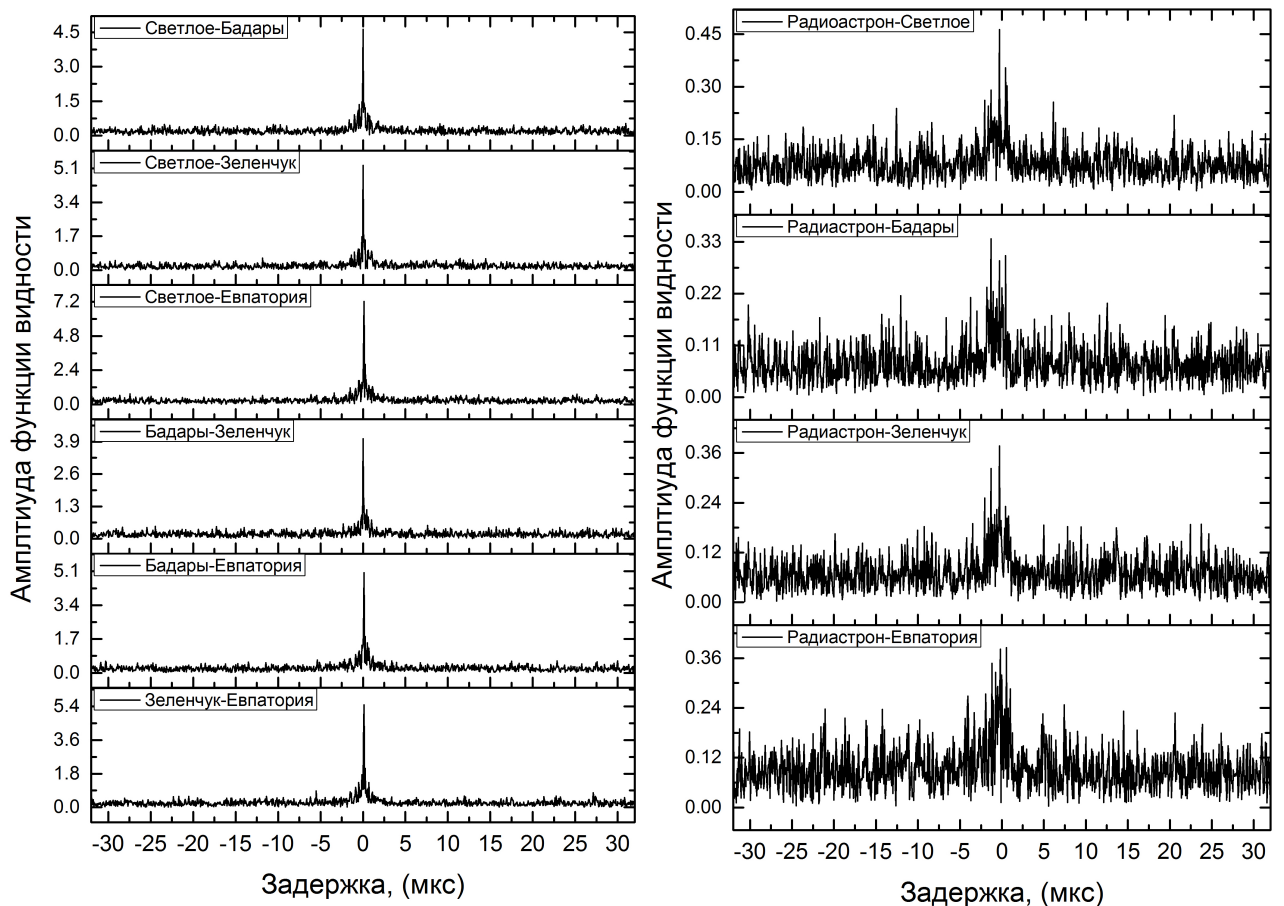 Светлое-Бадары
4.5
3.0
1.5
0.0
Светлое-Зеленчук
5.1
3.4
1.7
0.0
Светлое-Евпатория
7.2
4.8
2.4
0.0
Бадары-Зеленчук
3.9
2.6
1.3
0.0
Бадары-Евпатория
5.1
3.4
1.7
0.0
Зеленчук-Евпатория
5.4
3.6
1.8
0.0
-30 -25 -20 -15 -10 -5 0 5 10 15 20 25 30
Задержка, (мкс)
Амплтиуда функции видности
Радиоастрон-Светлое
0.45
0.30
0.15
0.00
Радиастрон-Бадары
0.33
0.22
0.11
0.00
Радиастрон-Зеленчук
0.36
0.24
0.12
0.00
Радиастрон-Евпатория
0.36
0.24
0.12
0.00
-30 -25 -20 -15 -10 -5 0 5 10 15 20 25 30
Задержка, (мкс)
Амплтиуда функции видности